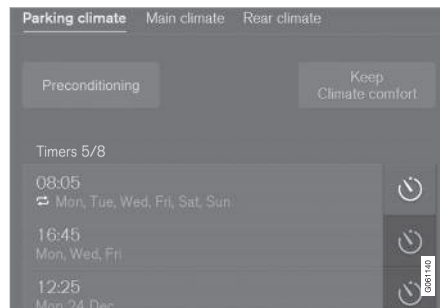 Parking climate Main climate Rear climate
Preconditioning
Keep
Climate comfort
Timers 5/8
08:05
Mon, Tue, Wed, Fri, Sat, Sun
16:45
Mon, Wed, Fri
12:25
Mon 24 Dec
G061140